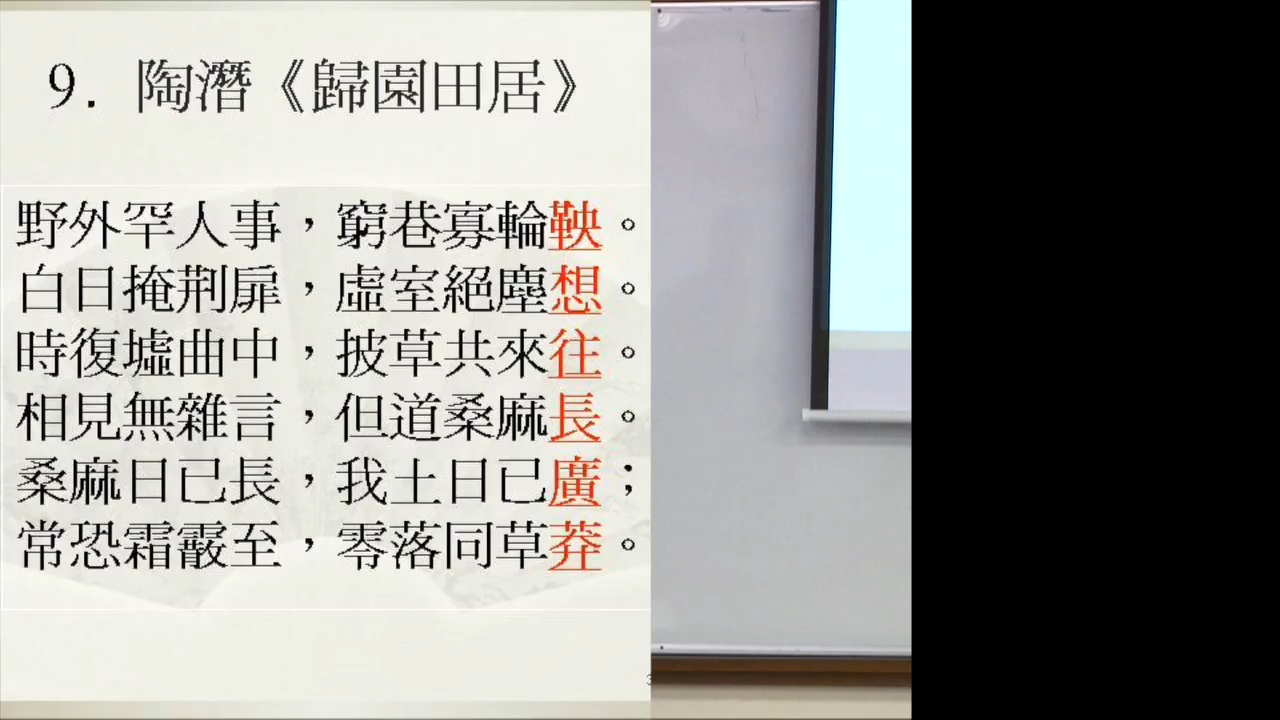 9. 陶潛《歸園田居》
野外罕人事，窮巷寡輪鞅。
白日掩荆扉，虛室絕塵想。
時復墟曲中，披草共來往。
相見無雜言，但道桑麻長。
桑麻日已長，我土日已廣；
常恐霜霰至，零落同草莽。